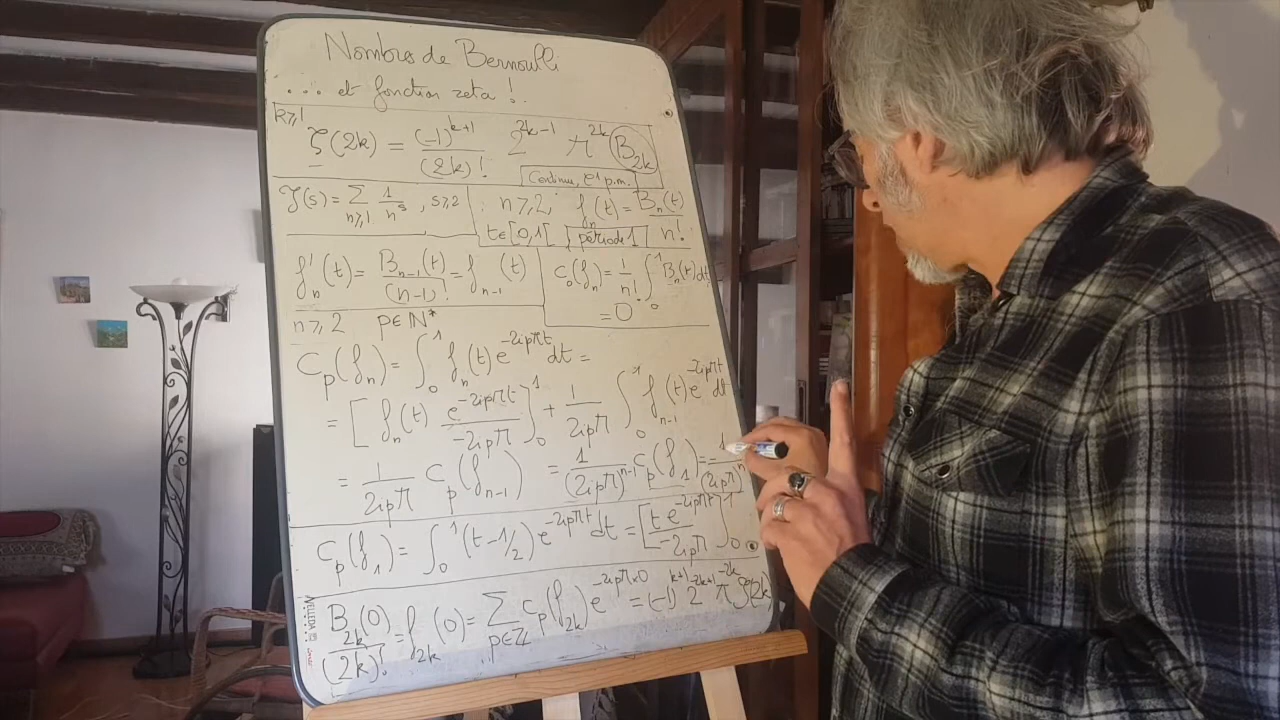 Nombres de Bernoulli
... et fonction zeta !
k⩾1
ζ(2k) = (-1)^{k+1}/(2k)! 2^{2k-1} π^{2k} B_{2k}
Continu, C^1 p.m.
ζ(s) = ∑_{n⩾1} 1/n^s , s⩾2
n⩾2, f_n(t) = B_n(t)/n!
t∈[0,1[ période 1
f'_n(t) = B_{n-1}(t)/(n-1)! = f_{n-1}(t)
c_0(f_n) = 1/n! ∫_0^1 B_n(t)dt =
= 0
n⩾2 p∈ℕ*
C_p(f_n) = ∫_0^1 f_n(t) e^{-2ipπt} dt =
= [f_n(t) e^{-2ipπt}/-2ipπ]_0^1 + 1/2ipπ ∫_0^1 f_{n-1}(t) e^{-2ipπt} dt
= 1/2ipπ C_p(f_{n-1}) = 1/(2ipπ)^{n-1} C_p(f_1) = -1/(2ipπ)^n
C_p(f_1) = ∫_0^1 (t-1/2) e^{-2ipπt} dt = [t e^{-2ipπt}/-2ipπ]_0^1
B_{2k}(0)/(2k)! = f_{2k}(0) = ∑_{p∈ℤ} C_p(f_{2k}) e^{-2ipπ×0} = (-1)^{k+1} 2^{-2k+1} π^{-2k} ζ(2k)
VELLEDA